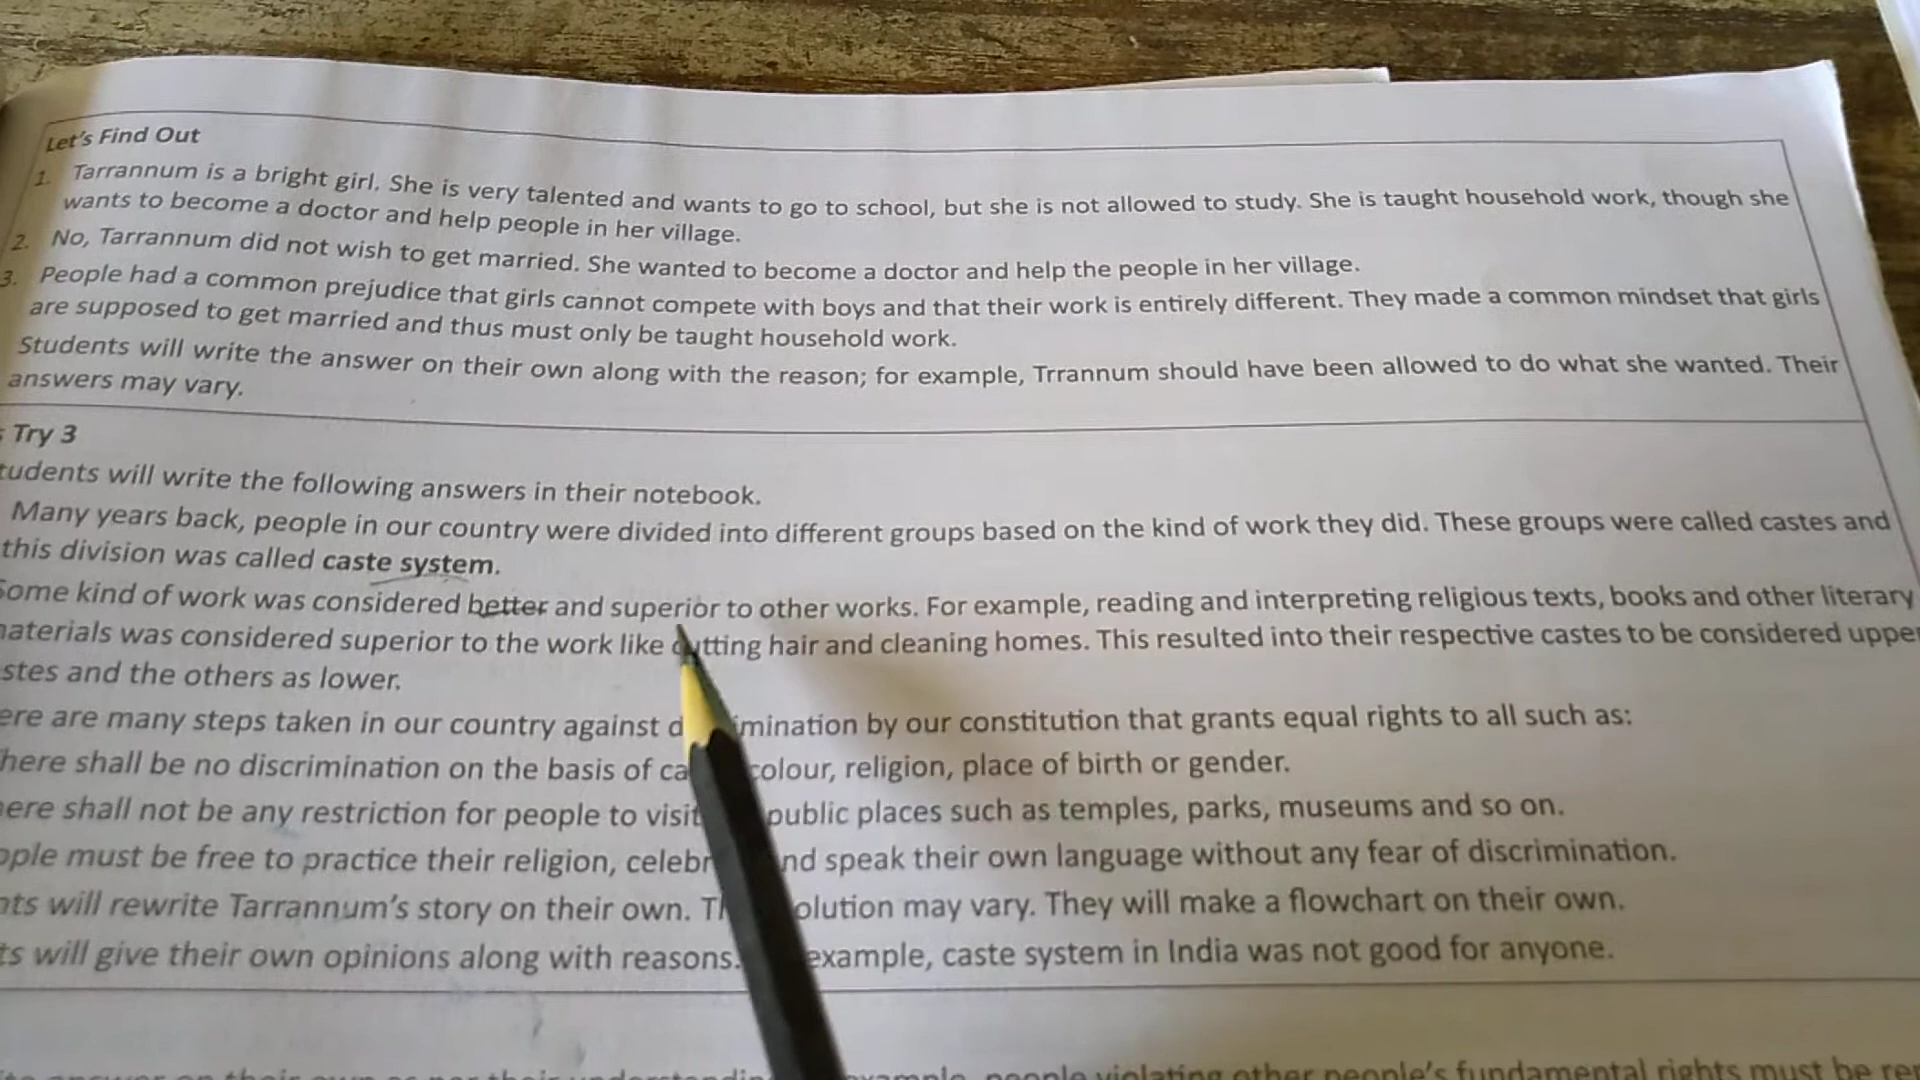 Let's Find Out
1. Tarrannum is a bright girl. She is very talented and wants to go to school, but she is not allowed to study. She is taught household work, though she
wants to become a doctor and help people in her village.
2. No, Tarrannum did not wish to get married. She wanted to become a doctor and help the people in her village.
3. People had a common prejudice that girls cannot compete with boys and that their work is entirely different. They made a common mindset that girls
are supposed to get married and thus must only be taught household work.
Students will write the answer on their own along with the reason; for example, Trrannum should have been allowed to do what she wanted. Their
answers may vary.
Try 3
tudents will write the following answers in their notebook.
Many years back, people in our country were divided into different groups based on the kind of work they did. These groups were called castes and
this division was called caste system.
Some kind of work was considered better and superior to other works. For example, reading and interpreting religious texts, books and other literary
naterials was considered superior to the work like cutting hair and cleaning homes. This resulted into their respective castes to be considered upper
stes and the others as lower.
ere are many steps taken in our country against d imination by our constitution that grants equal rights to all such as:
here shall be no discrimination on the basis of ca colour, religion, place of birth or gender.
ere shall not be any restriction for people to visit public places such as temples, parks, museums and so on.
ople must be free to practice their religion, celebr nd speak their own language without any fear of discrimination.
nts will rewrite Tarrannum's story on their own. Th olution may vary. They will make a flowchart on their own.
ts will give their own opinions along with reasons. example, caste system in India was not good for anyone.
people violating other people's fundamental rights must be